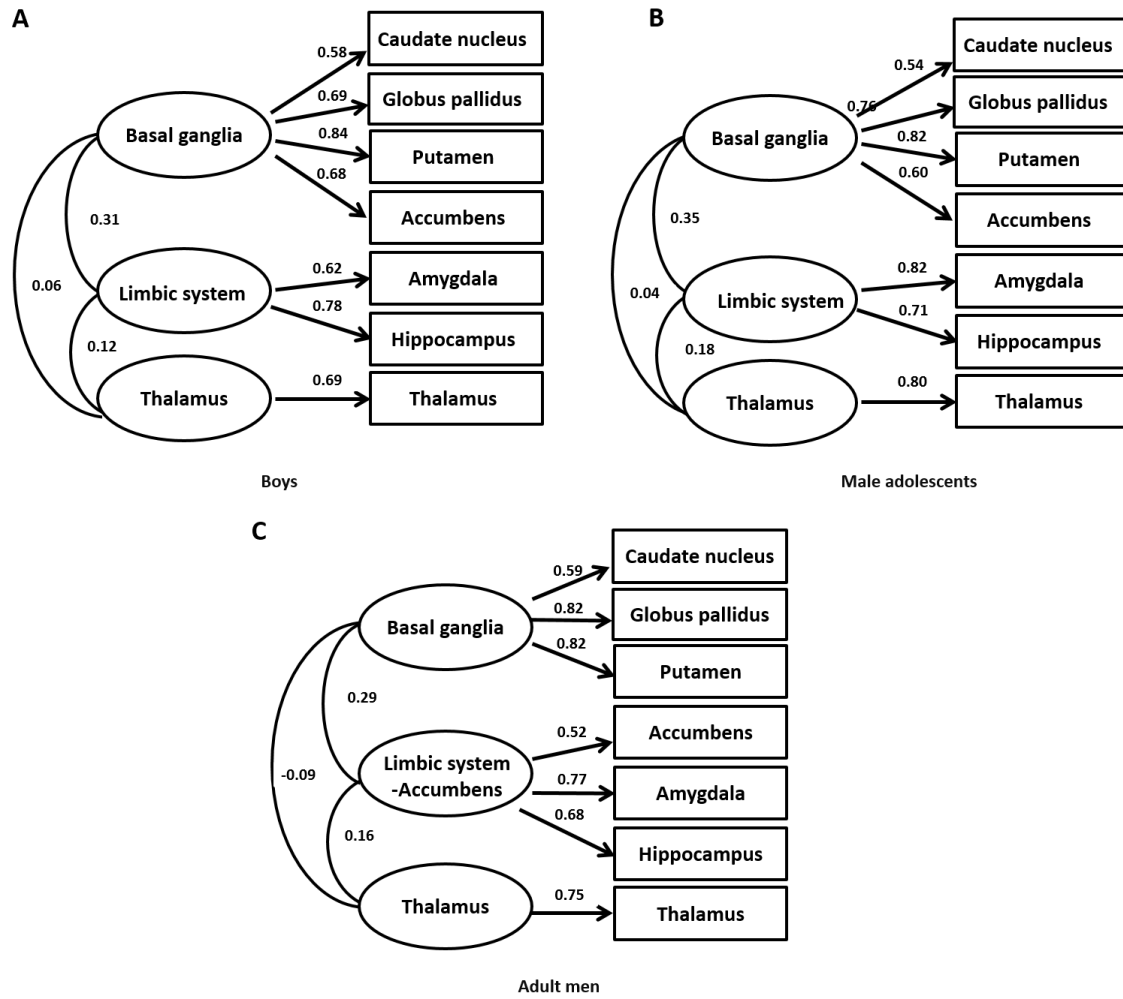 A
Caudate nucleus
0.58
0.69
Globus pallidus
Basal ganglia
0.84
Putamen
0.68
Accumbens
0.31
0.06
Limbic system
0.62
Amygdala
0.78
Hippocampus
0.12
Thalamus
0.69
Thalamus
Boys
B
Caudate nucleus
0.54
0.76
Globus pallidus
Basal ganglia
0.82
Putamen
0.60
Accumbens
0.35
0.04
Limbic system
0.82
Amygdala
0.71
Hippocampus
0.18
Thalamus
0.80
Thalamus
Male adolescents
C
Caudate nucleus
0.59
0.82
Globus pallidus
Basal ganglia
0.82
Putamen
0.29
-0.09
Limbic system
-Accumbens
0.52
Accumbens
0.77
Amygdala
0.68
Hippocampus
0.16
Thalamus
0.75
Thalamus
Adult men